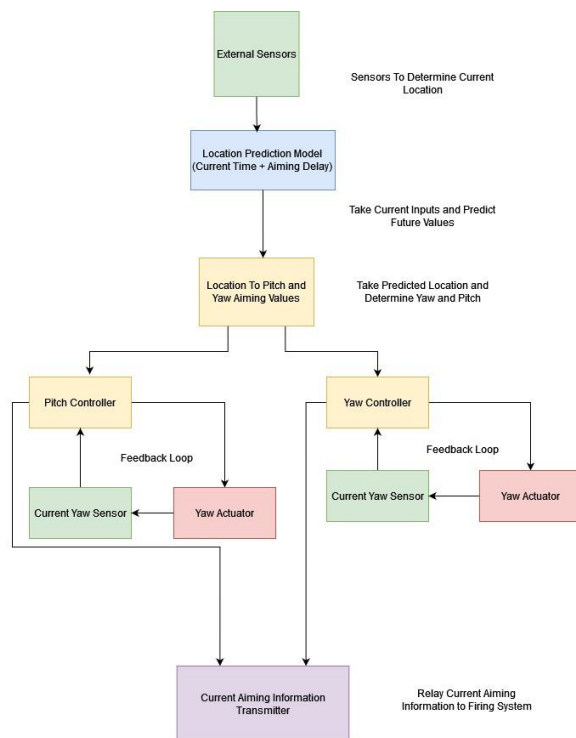 External Sensors
Sensors To Determine Current
Location
Location Prediction Model
(Current Time + Aiming Delay)
Take Current Inputs and Predict
Future Values
Location To Pitch and
Yaw Aiming Values
Take Predicted Location and
Determine Yaw and Pitch
Pitch Controller
Yaw Controller
Feedback Loop
Feedback Loop
Current Yaw Sensor
Yaw Actuator
Current Yaw Sensor
Yaw Actuator
Current Aiming Information
Transmitter
Relay Current Aiming
Information to Firing System